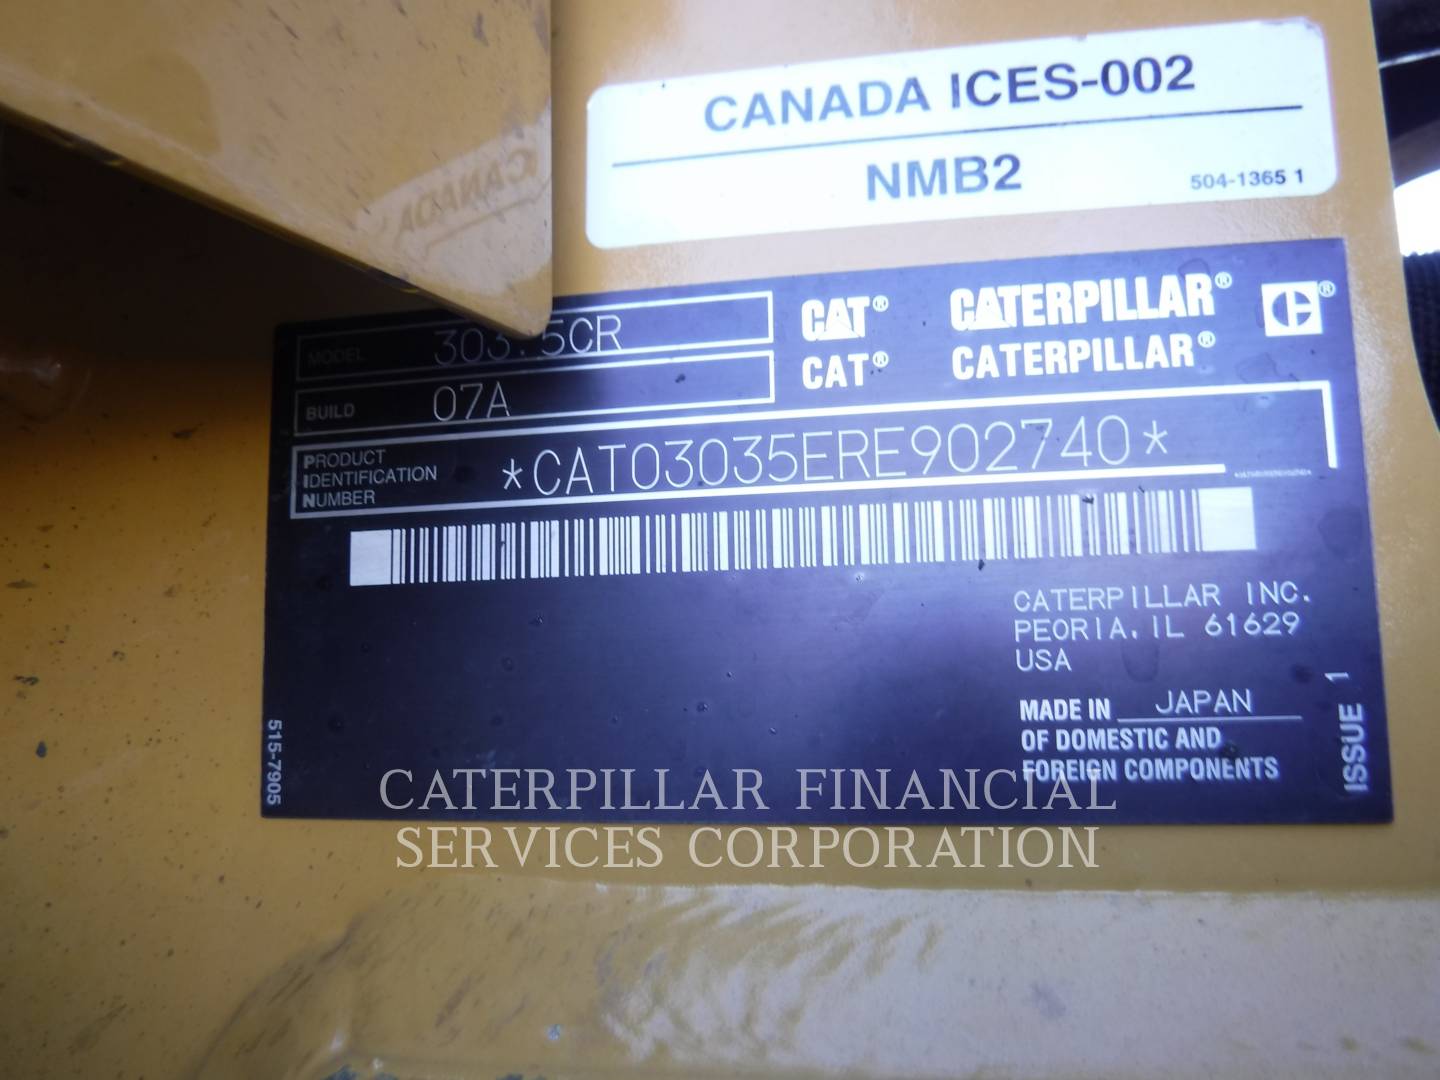 CANADA ICES-002
NMB2
504-1365 1
CANADA
MODEL 303.5CR
BUILD 07A
CAT® CATERPILLAR®
CAT® CATERPILLAR®
PRODUCT
IDENTIFICATION
NUMBER
*CAT03035ERE902740*
CATERPILLAR INC.
PEORIA, IL 61629
USA
MADE IN JAPAN
OF DOMESTIC AND
FOREIGN COMPONENTS
ISSUE 1
515-7905
CATERPILLAR FINANCIAL
SERVICES CORPORATION